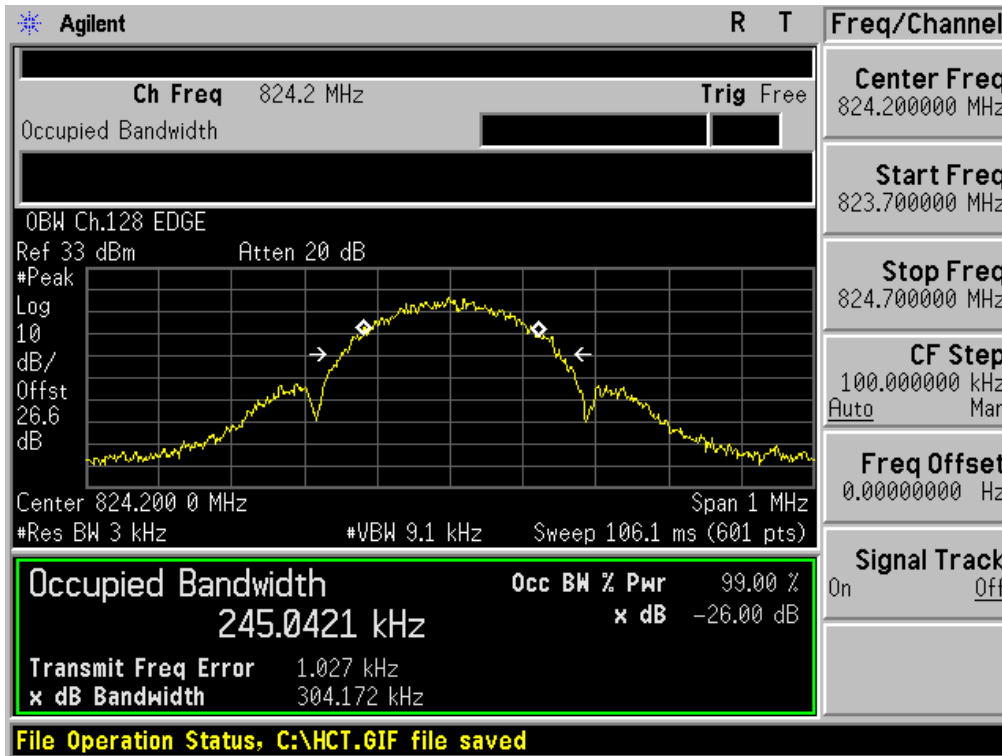 Agilent R T Freq/Channel
Ch Freq 824.2 MHz Trig Free
Occupied Bandwidth
Center Freq
824.200000 MHz
Start Freq
823.700000 MHz
Stop Freq
824.700000 MHz
CF Step
100.000000 kHz
Auto Man
Freq Offset
0.00000000 Hz
Signal Track
On Off
OBW Ch.128 EDGE
Ref 33 dBm Atten 20 dB
#Peak
Log
10
dB/
Offst
26.6
dB
Center 824.200 0 MHz Span 1 MHz
#Res BW 3 kHz #VBW 9.1 kHz Sweep 106.1 ms (601 pts)
Occupied Bandwidth Occ BW % Pwr 99.00 %
245.0421 kHz x dB -26.00 dB
Transmit Freq Error 1.027 kHz
x dB Bandwidth 304.172 kHz
File Operation Status, C:\HCT.GIF file saved